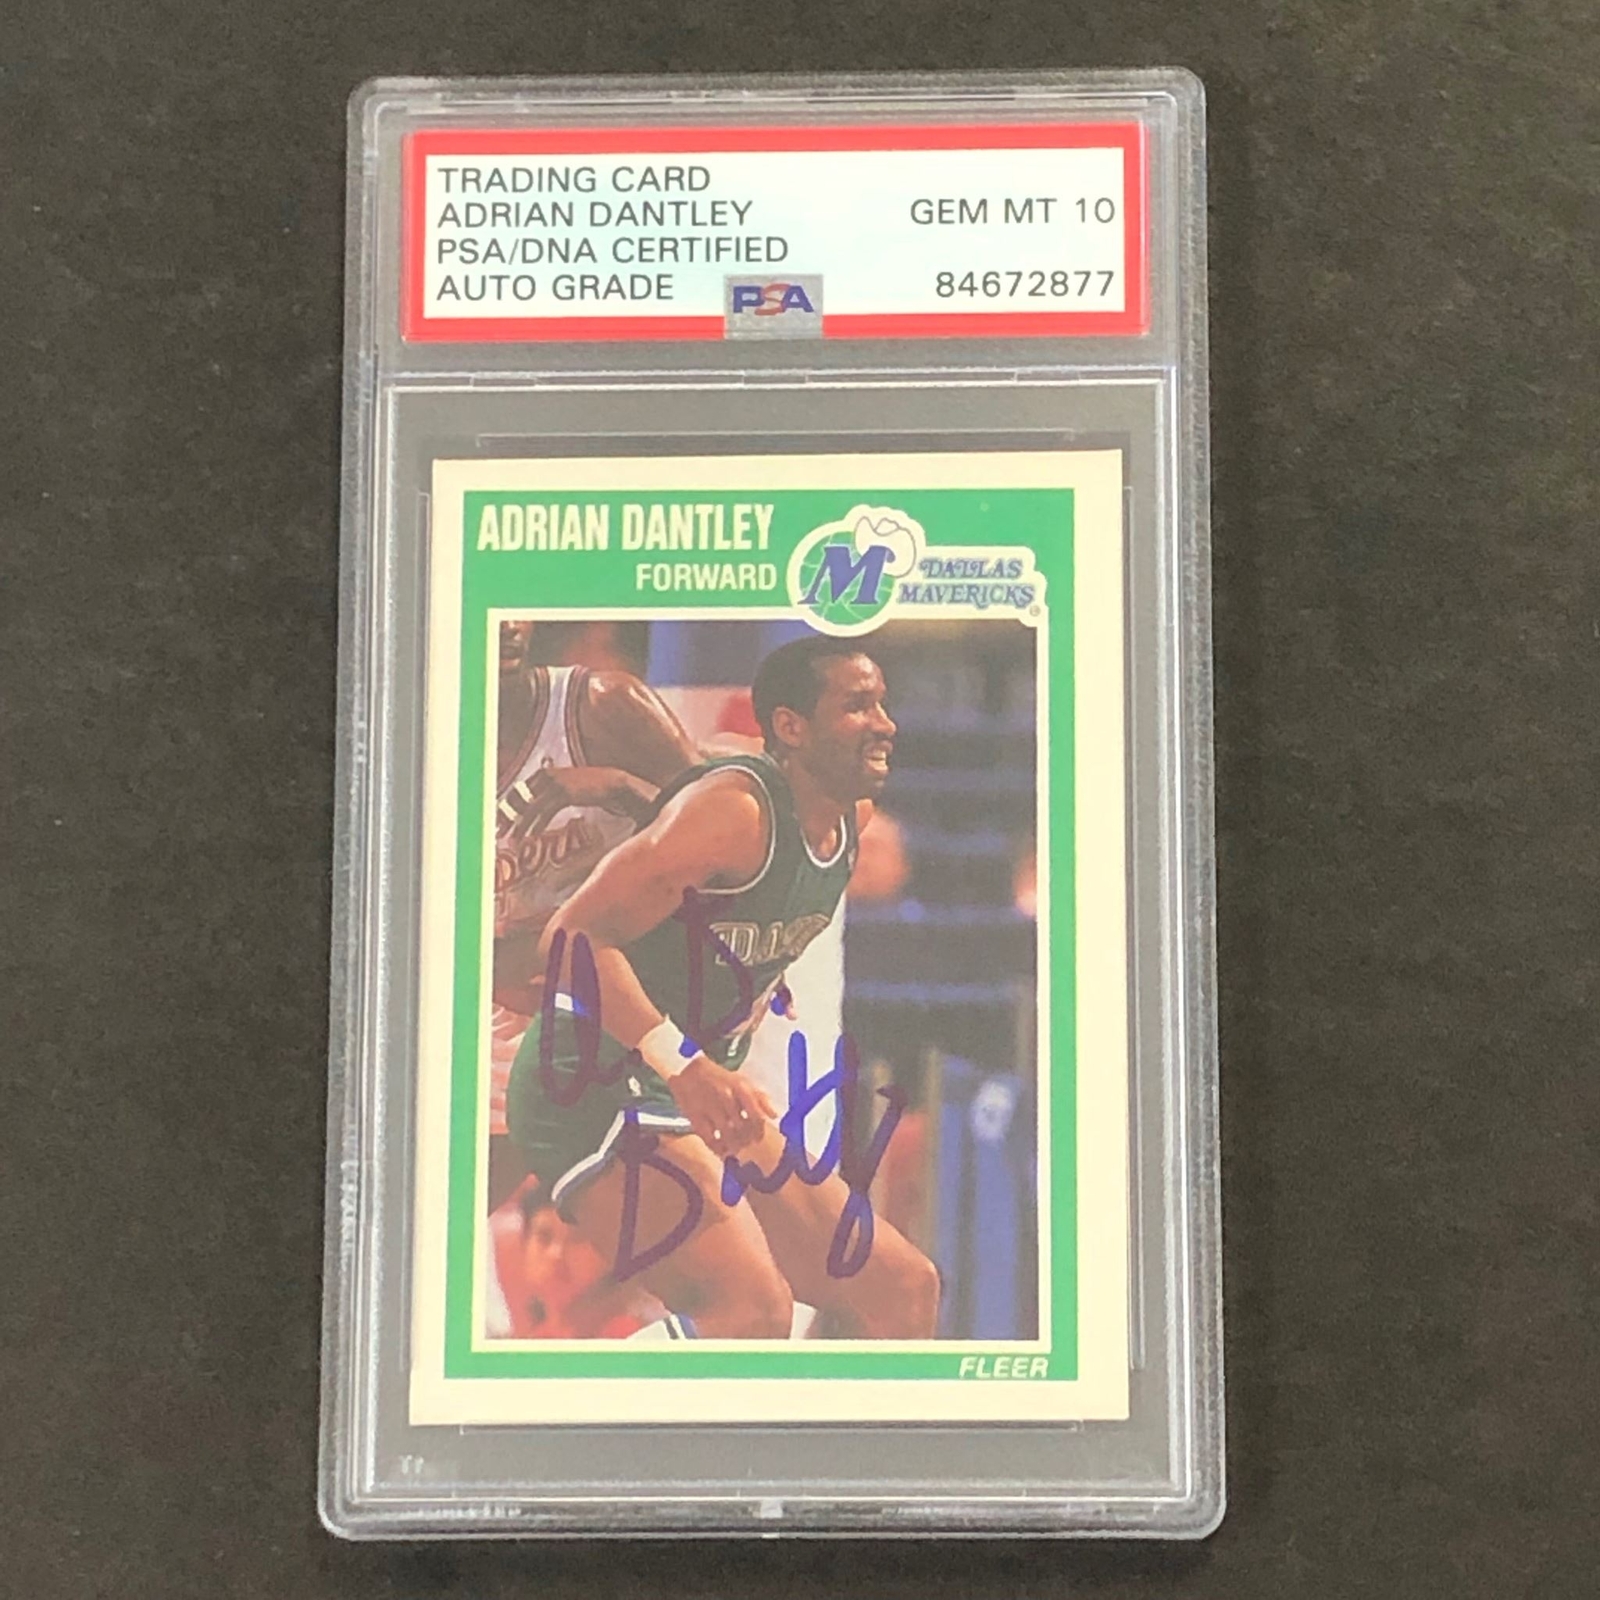 TRADING CARD
ADRIAN DANTLEY GEM MT 10
PSA/DNA CERTIFIED
AUTO GRADE PSA 84672877
ADRIAN DANTLEY
FORWARD
M DALLAS
MAVERICKS
FLEER